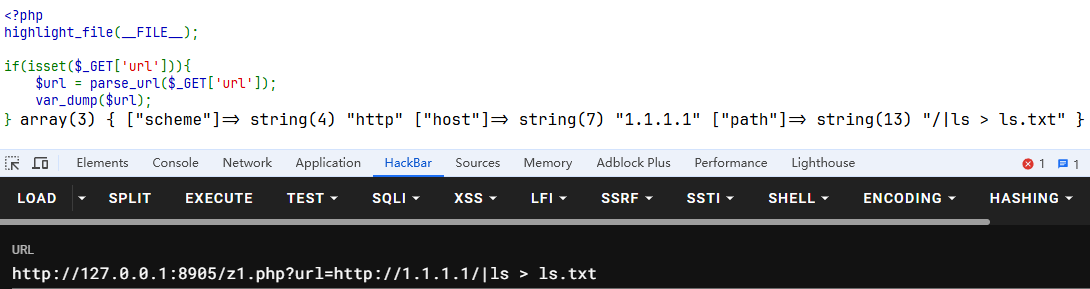 <?php
highlight_file(__FILE__);
if(isset($_GET['url'])){
    $url = parse_url($_GET['url']);
    var_dump($url);
} array(3) { ["scheme"]=> string(4) "http" ["host"]=> string(7) "1.1.1.1" ["path"]=> string(13) "/|ls > ls.txt" }
Elements Console Network Application HackBar Sources Memory Adblock Plus Performance Lighthouse 1 1
LOAD SPLIT EXECUTE TEST SQLI XSS LFI SSRF SSTI SHELL ENCODING HASHING
URL
http://127.0.0.1:8905/z1.php?url=http://1.1.1.1/|ls > ls.txt